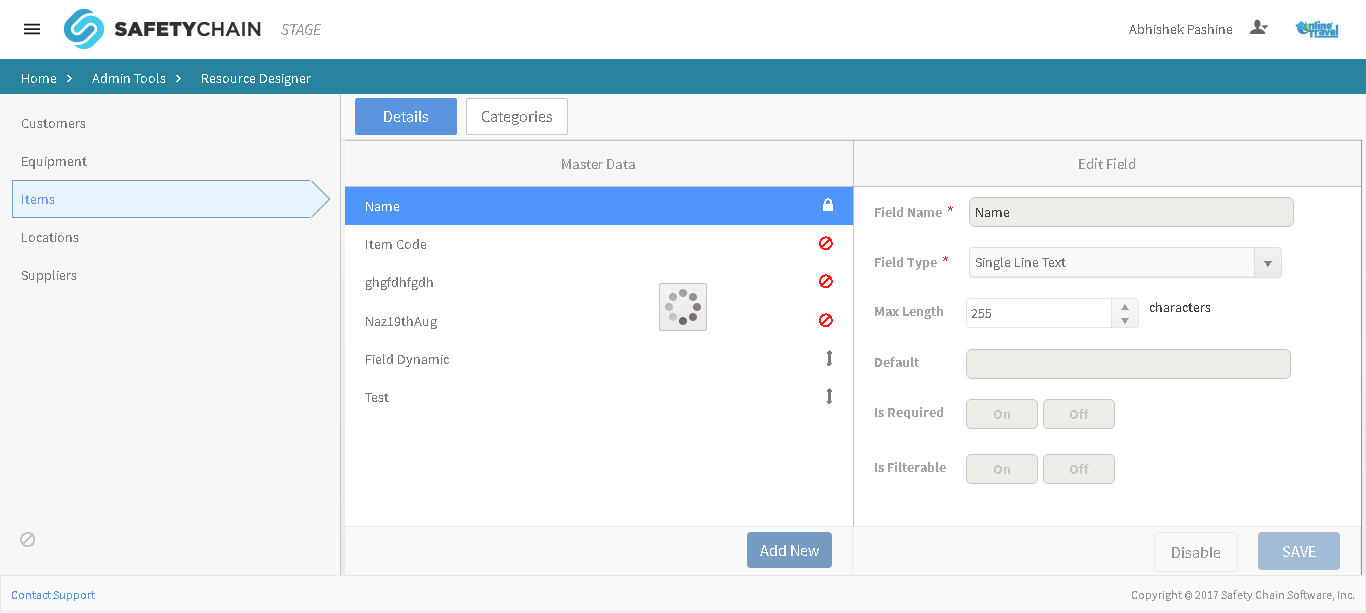 SAFETYCHAIN STAGE
Abhishek Pashine
Online Travel
Home > Admin Tools > Resource Designer
Customers
Equipment
Items
Locations
Suppliers
Details Categories
Master Data
Name
Item Code
ghgfdhfgdh
Naz19thAug
Field Dynamic
Test
Add New
Edit Field
Field Name * Name
Field Type * Single Line Text
Max Length 255 characters
Default
Is Required On Off
Is Filterable On Off
Disable SAVE
Contact Support
Copyright © 2017 Safety Chain Software, Inc.